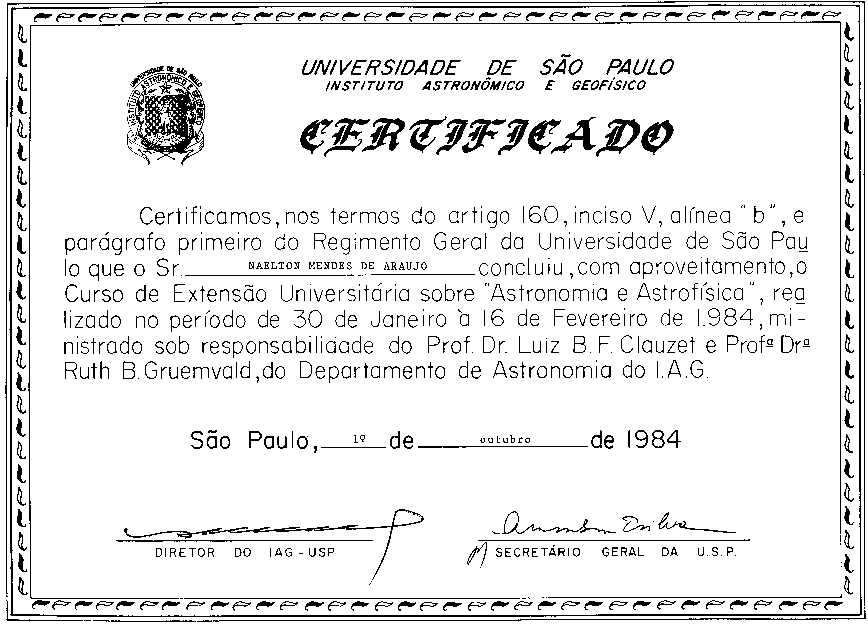 UNIVERSIDADE DE SÃO PAULO
INSTITUTO ASTRONÔMICO E GEOFÍSICO
CERTIFICADO
Certificamos, nos termos do artigo 160, inciso V, alínea "b", e
parágrafo primeiro do Regimento Geral da Universidade de São Pau
lo que o Sr. NAELTON MENDES DE ARAUJO concluiu, com aproveitamento, o
Curso de Extensão Universitária sobre "Astronomia e Astrofísica", rea
lizado no período de 30 de Janeiro à 16 de Fevereiro de 1.984, mi-
nistrado sob responsabilidade do Prof. Dr. Luiz B. F. Clauzet e Profª Drª
Ruth B. Gruemvald, do Departamento de Astronomia do I.A.G.
São Paulo, 1º de outubro de 1984
DIRETOR DO IAG-USP
SECRETÁRIO GERAL DA U.S.P.